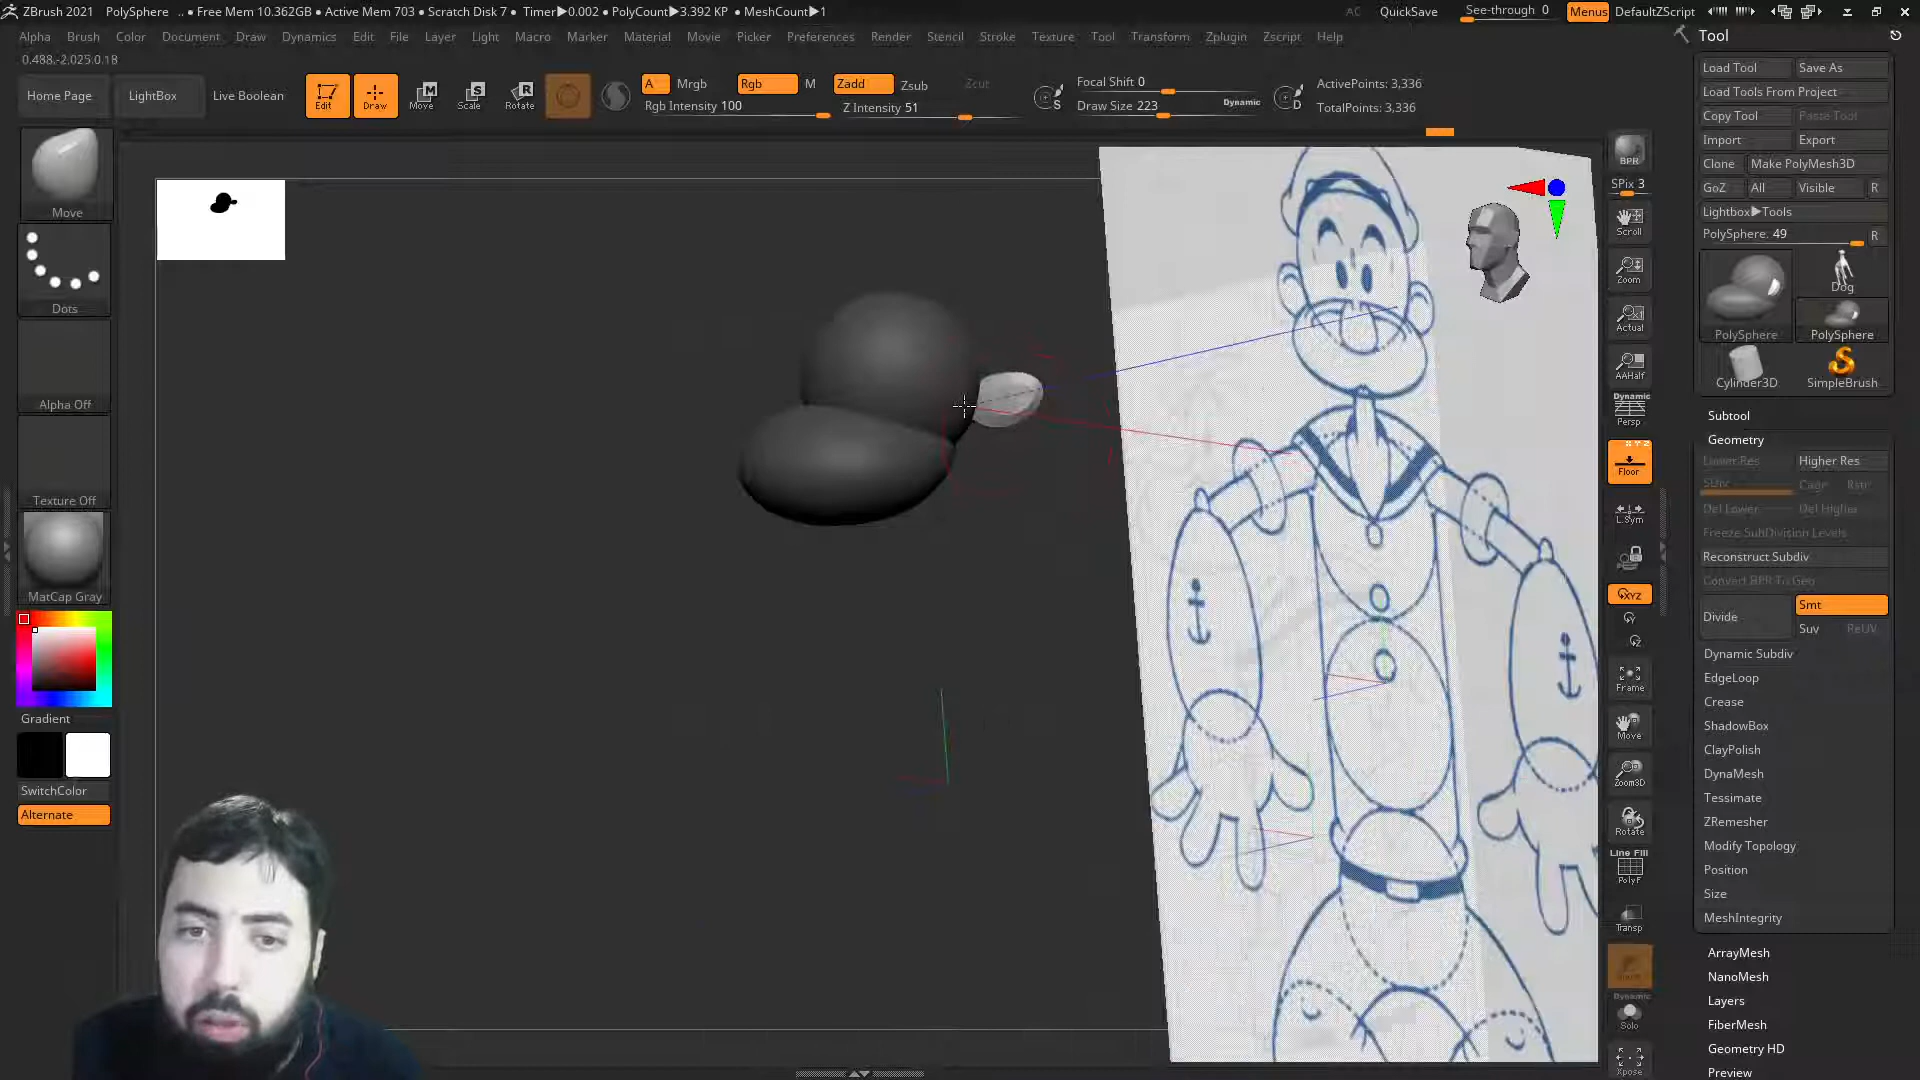 ZBrush 2021 PolySphere .. • Free Mem 10.362GB • Active Mem 703 • Scratch Disk 7 • Timer▶0.002 • PolyCount▶3.392 KP • MeshCount▶1 AC QuickSave See-through 0 Menus DefaultZScript
Alpha Brush Color Document Draw Dynamics Edit File Layer Light Macro Marker Material Movie Picker Preferences Render Stencil Stroke Texture Tool Transform Zplugin Zscript Help
0.488,-2.025,0.18
Home Page LightBox Live Boolean
Edit Draw Move Scale Rotate
A Mrgb Rgb M Zadd Zsub Zcut
Rgb Intensity 100 Z Intensity 51
Focal Shift 0
Draw Size 223 Dynamic
S D
ActivePoints: 3,336
TotalPoints: 3,336
Move
Dots
Alpha Off
Texture Off
MatCap Gray
Gradient
SwitchColor
Alternate
BPR
SPix 3
Scroll
Zoom
Actual
AAHalf
Dynamic
Persp
Floor
L.Sym
XYZ
Frame
Move
Zoom3D
Rotate
Line Fill
PolyF
Transp
Dynamic
Solo
Xpose
Tool
Load Tool Save As
Load Tools From Project
Copy Tool Paste Tool
Import Export
Clone Make PolyMesh3D
GoZ All Visible R
Lightbox▶Tools
PolySphere. 49 R
PolySphere
Dog
PolySphere
Cylinder3D SimpleBrush
Subtool
Geometry
Lower Res Higher Res
SDiv Cage Rstr
Del Lower Del Higher
Freeze SubDivision Levels
Reconstruct Subdiv
Convert BPR To Geo
Divide Smt
Suv ReUV
Dynamic Subdiv
EdgeLoop
Crease
ShadowBox
ClayPolish
DynaMesh
Tessimate
ZRemesher
Modify Topology
Position
Size
MeshIntegrity
ArrayMesh
NanoMesh
Layers
FiberMesh
Geometry HD
Preview